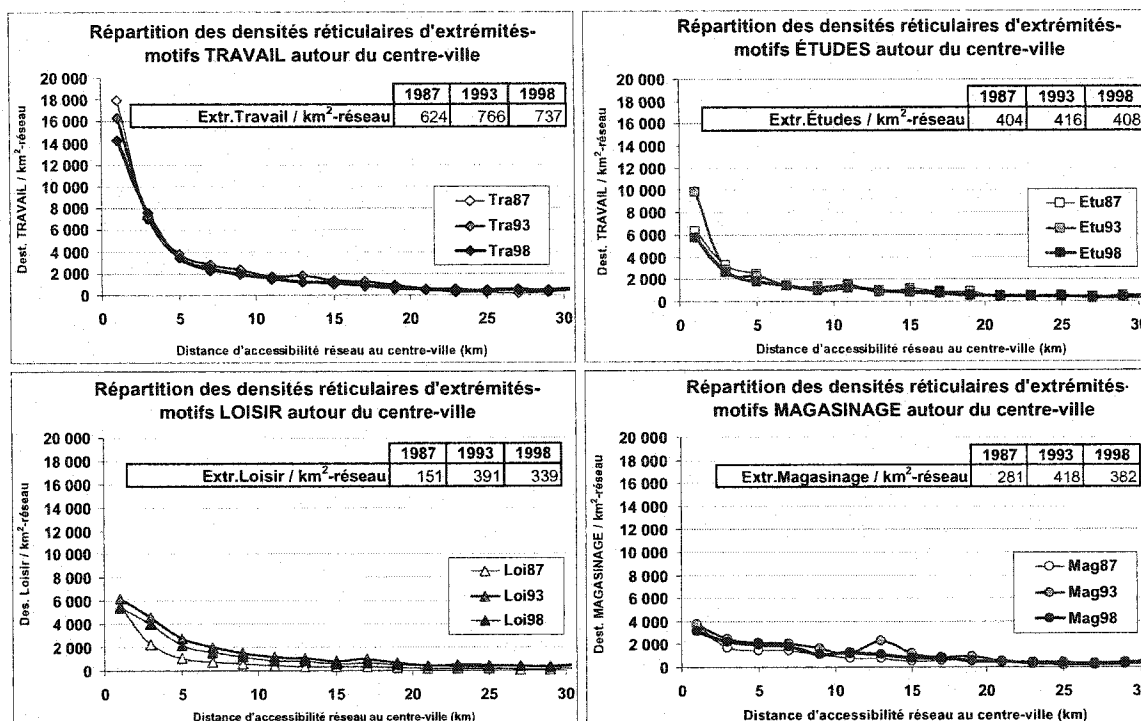 Répartition des densités réticulaires d'extrémités-
motifs TRAVAIL autour du centre-ville
20 000
18 000
16 000
14 000
12 000
10 000
8 000
6 000
4 000
2 000
0
Dest. TRAVAIL / km²-réseau
1987 1993 1998
Extr.Travail / km²-réseau 624 766 737
Tra87
Tra93
Tra98
0 5 10 15 20 25 30
Distance d'accessibilité réseau au centre-ville (km)
Répartition des densités réticulaires d'extrémités-
motifs ÉTUDES autour du centre-ville
20 000
18 000
16 000
14 000
12 000
10 000
8 000
6 000
4 000
2 000
0
Dest. TRAVAIL / km²-réseau
1987 1993 1998
Extr.Études / km²-réseau 404 416 408
Etu87
Etu93
Etu98
0 5 10 15 20 25 30
Distance d'accessibilité réseau au centre-ville (km)
Répartition des densités réticulaires d'extrémités-
motifs LOISIR autour du centre-ville
20 000
18 000
16 000
14 000
12 000
10 000
8 000
6 000
4 000
2 000
0
Des. Loisir / km²-réseau
1987 1993 1998
Extr.Loisir / km²-réseau 151 391 339
Loi87
Loi93
Loi98
0 5 10 15 20 25 30
Distance d'accessibilité réseau au centre-ville (km)
Répartition des densités réticulaires d'extrémités-
motifs MAGASINAGE autour du centre-ville
20 000
18 000
16 000
14 000
12 000
10 000
8 000
6 000
4 000
2 000
0
Dest. MAGASINAGE / km²-réseau
1987 1993 1998
Extr.Magasinage / km²-réseau 281 418 382
Mag87
Mag93
Mag98
0 5 10 15 20 25 30
Distance d'accessibilité réseau au centre-ville (km)